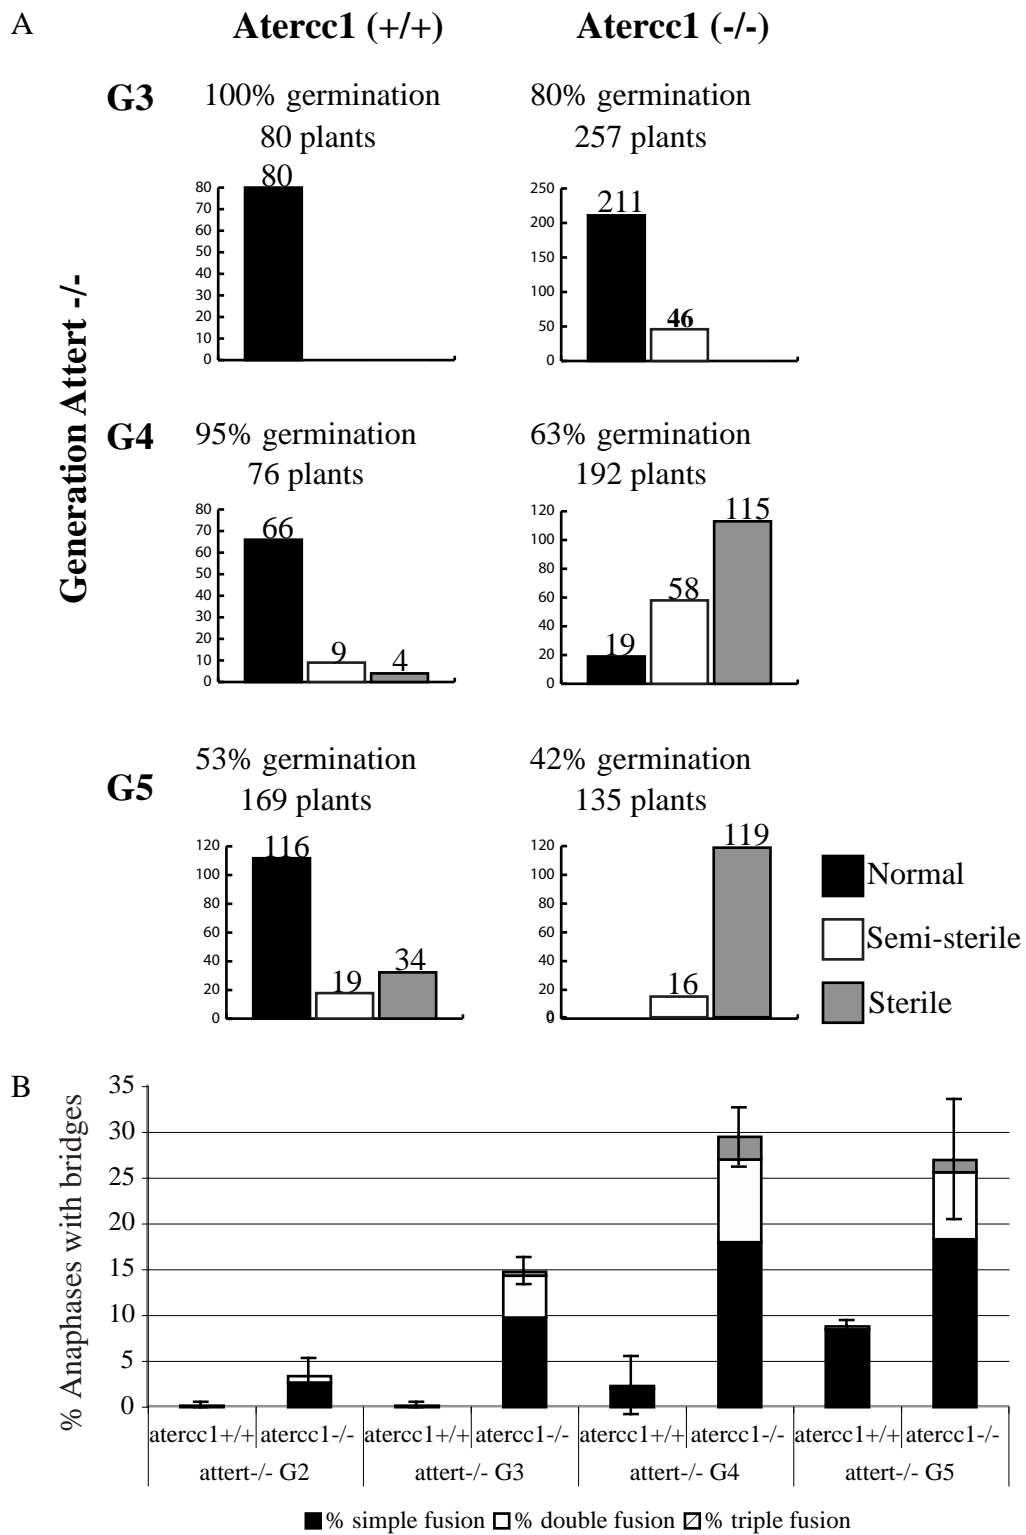 A
Atercc1 (+/+) Atercc1 (-/-)
Generation Attert -/-
G3
100% germination
80 plants
80
80
70
60
50
40
30
20
10
0
80% germination
257 plants
211
46
250
200
150
100
50
0
G4
95% germination
76 plants
66
9
4
80
70
60
50
40
30
20
10
0
63% germination
192 plants
19
58
115
120
100
80
60
40
20
0
G5
53% germination
169 plants
116
19
34
120
100
80
60
40
20
0
42% germination
135 plants
16
119
120
100
80
60
40
20
0
0
Normal
Semi-sterile
Sterile
B
% Anaphases with bridges
35
30
25
20
15
10
5
0
atercc1+/+ atercc1-/- atercc1+/+ atercc1-/- atercc1+/+ atercc1-/- atercc1+/+ atercc1-/-
attert-/- G2 attert-/- G3 attert-/- G4 attert-/- G5
% simple fusion % double fusion % triple fusion